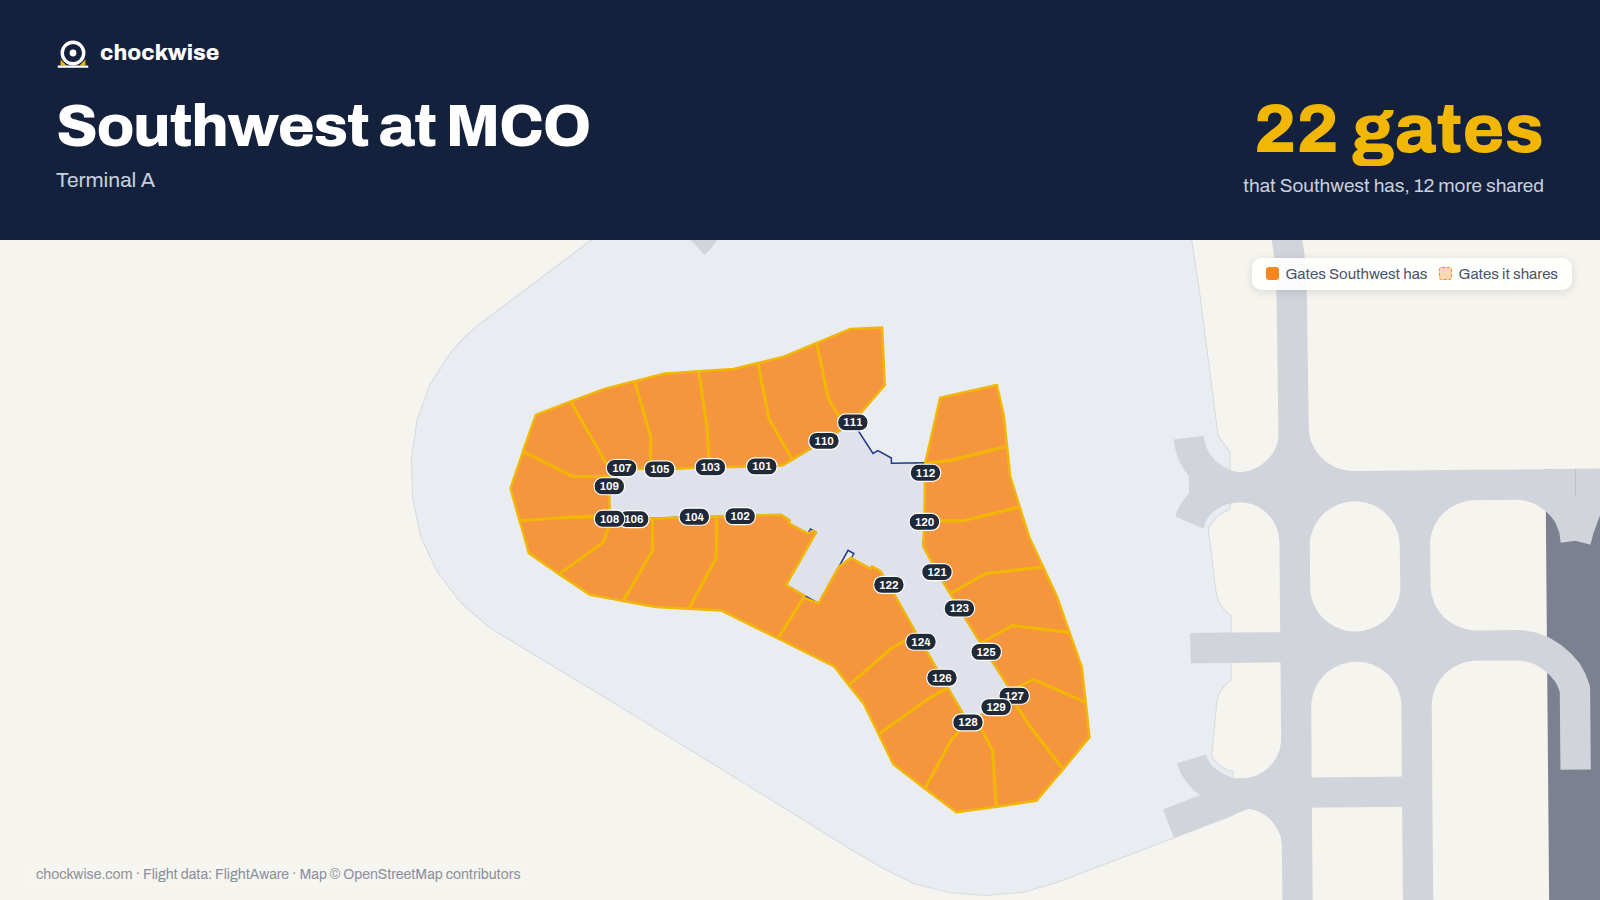 chockwise
Southwest at MCO
Terminal A
22 gates
that Southwest has, 12 more shared
Gates Southwest has
Gates it shares
111
110
107
105
103
101
109
108
106
104
102
112
120
121
122
123
124
125
126
127
129
128
chockwise.com · Flight data: FlightAware · Map © OpenStreetMap contributors